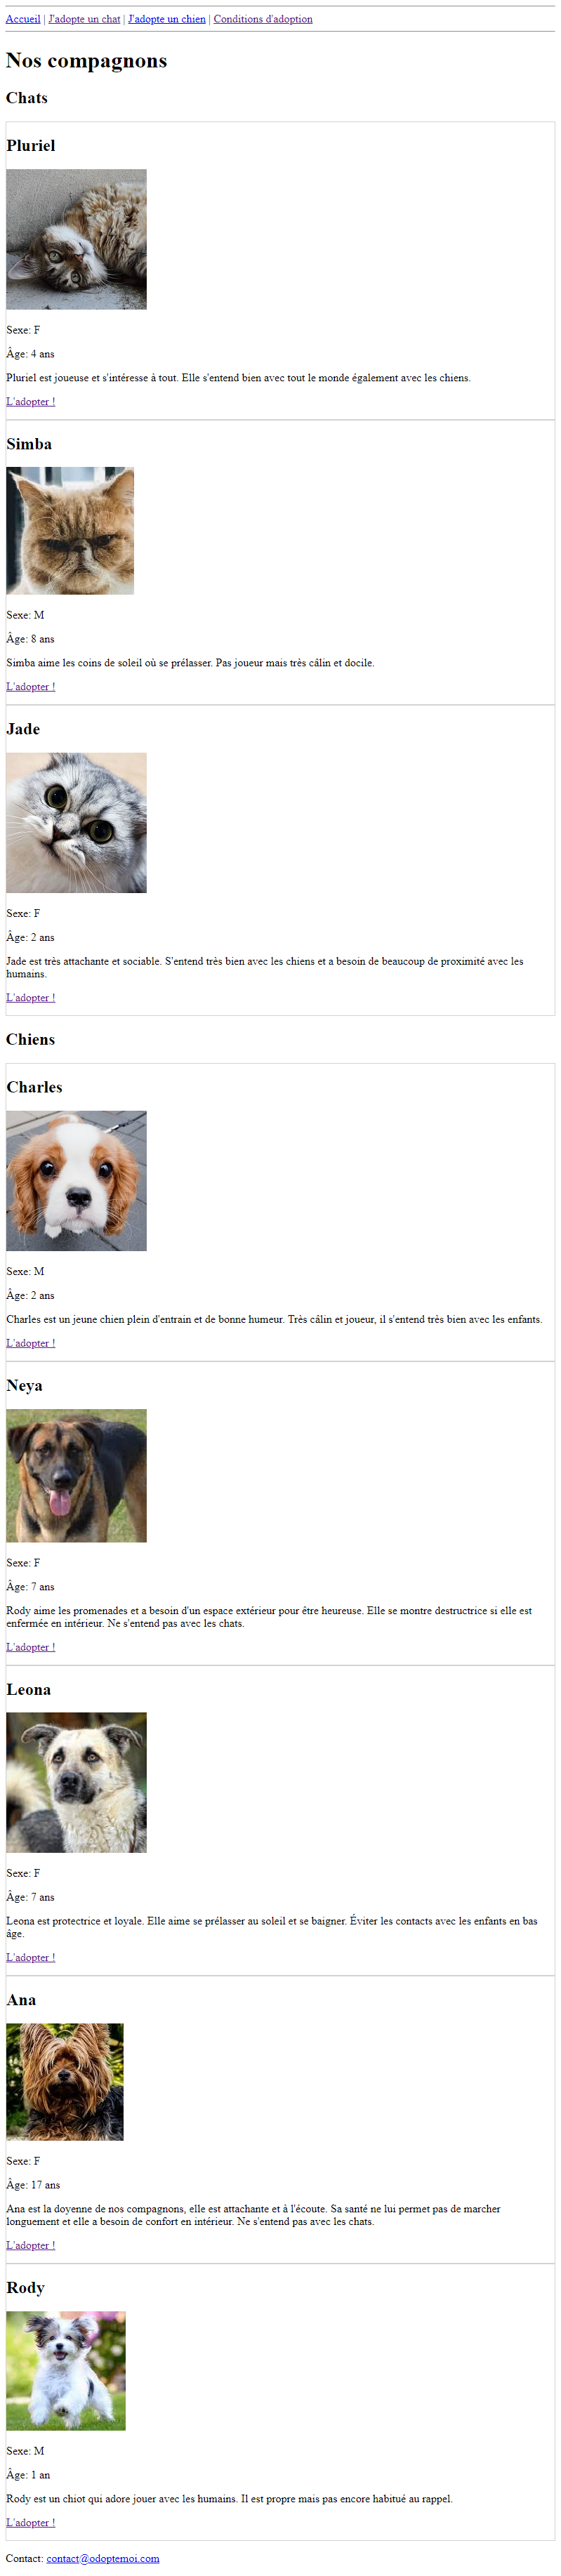 Accueil | J'adopte un chat | J'adopte un chien | Conditions d'adoption
Nos compagnons
Chats
Pluriel
Sexe: F
Âge: 4 ans
Pluriel est joueuse et s'intéresse à tout. Elle s'entend bien avec tout le monde également avec les chiens.
L'adopter !
Simba
Sexe: M
Âge: 8 ans
Simba aime les coins de soleil où se prélasser. Pas joueur mais très câlin et docile.
L'adopter !
Jade
Sexe: F
Âge: 2 ans
Jade est très attachante et sociable. S'entend très bien avec les chiens et a besoin de beaucoup de proximité avec les
humains.
L'adopter !
Chiens
Charles
Sexe: M
Âge: 2 ans
Charles est un jeune chien plein d'entrain et de bonne humeur. Très câlin et joueur, il s'entend très bien avec les enfants.
L'adopter !
Neya
Sexe: F
Âge: 7 ans
Rody aime les promenades et a besoin d'un espace extérieur pour être heureuse. Elle se montre destructrice si elle est
enfermée en intérieur. Ne s'entend pas avec les chats.
L'adopter !
Leona
Sexe: F
Âge: 7 ans
Leona est protectrice et loyale. Elle aime se prélasser au soleil et se baigner. Éviter les contacts avec les enfants en bas
âge.
L'adopter !
Ana
Sexe: F
Âge: 17 ans
Ana est la doyenne de nos compagnons, elle est attachante et à l'écoute. Sa santé ne lui permet pas de marcher
longuement et elle a besoin de confort en intérieur. Ne s'entend pas avec les chats.
L'adopter !
Rody
Sexe: M
Âge: 1 an
Rody est un chiot qui adore jouer avec les humains. Il est propre mais pas encore habitué au rappel.
L'adopter !
Contact: contact@odoptemoi.com